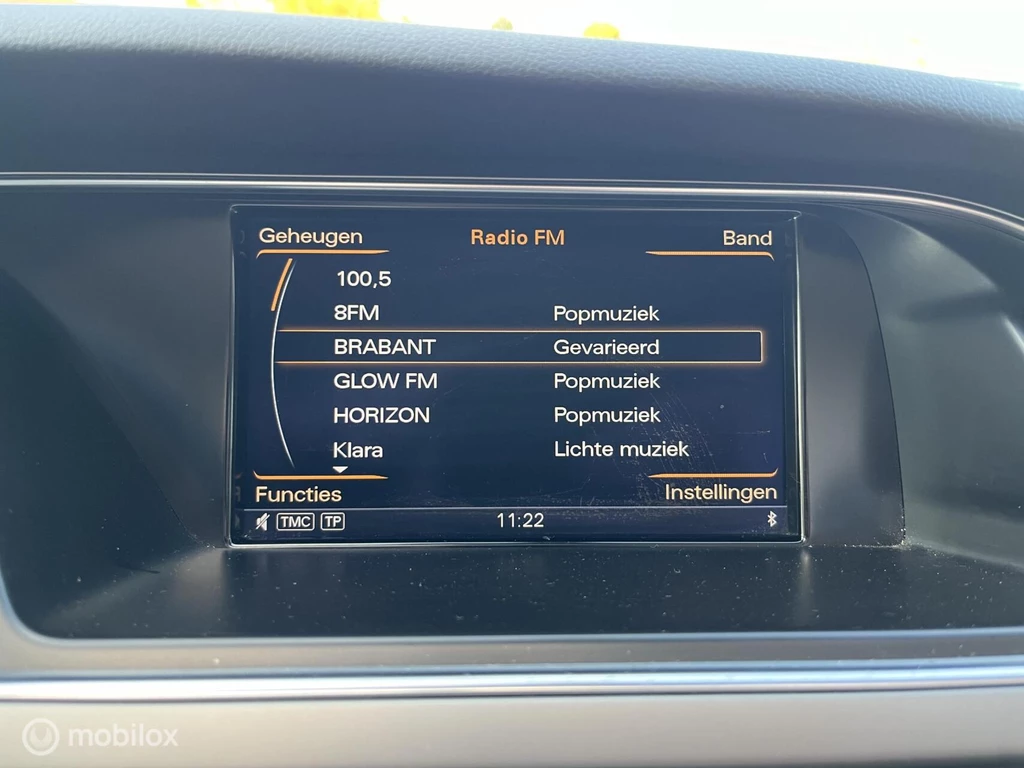 Geheugen Radio FM Band
100,5
8FM Popmuziek
BRABANT Gevarieerd
GLOW FM Popmuziek
HORIZON Popmuziek
Klara Lichte muziek
Functies Instellingen
TMC TP 11:22
mobilox